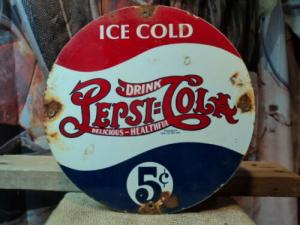 ICE COLD
DRINK
PEPSI=COLA
DELICIOUS - HEALTHFUL
5¢